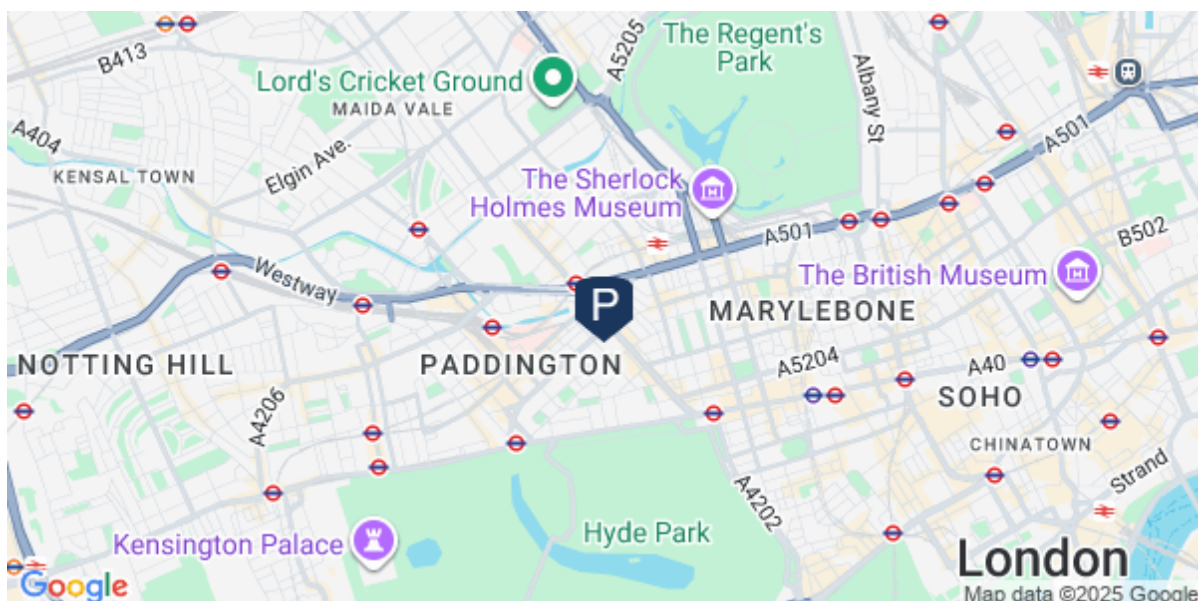 B413
A5205
The Regent's
Park
Lord's Cricket Ground
MAIDA VALE
Albany St
A404
Elgin Ave.
A501
KENSAL TOWN
The Sherlock
Holmes Museum
A501
B502
Westway
The British Museum
P
MARYLEBONE
NOTTING HILL
PADDINGTON
A5204
A40
A4206
SOHO
CHINATOWN
Strand
A4202
Kensington Palace
Hyde Park
London
Google
Map data ©2025 Google